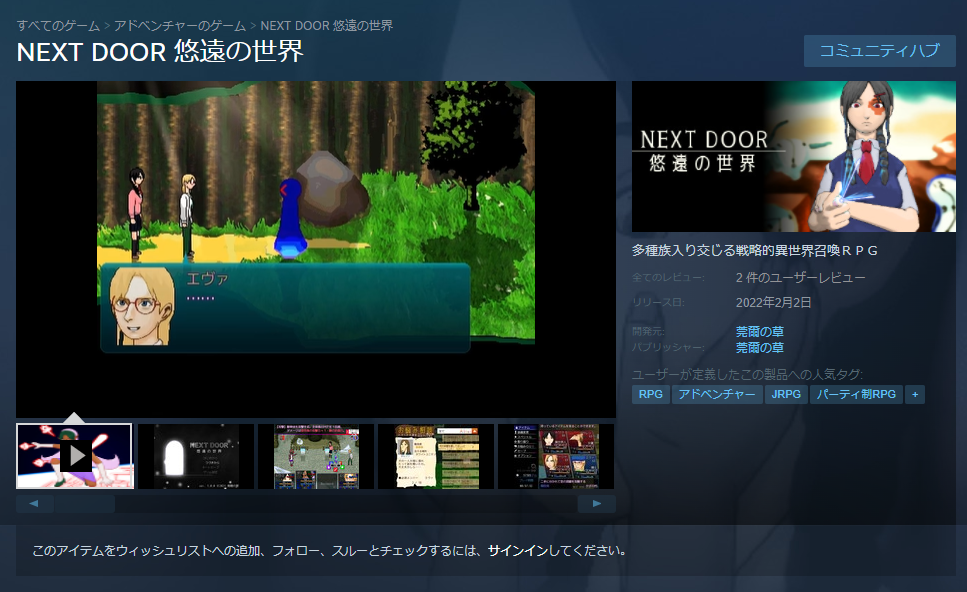 すべてのゲーム > アドベンチャーのゲーム > NEXT DOOR 悠遠の世界
NEXT DOOR 悠遠の世界
コミュニティハブ
エヴァ
……
NEXT DOOR
悠遠の世界
多種族入り交じる戦略的異世界召喚ＲＰＧ
全てのレビュー: 2 件のユーザーレビュー
リリース日: 2022年2月2日
開発元: 莞爾の草
パブリッシャー: 莞爾の草
ユーザーが定義したこの製品への人気タグ:
RPG アドベンチャー JRPG パーティ制RPG +
NEXT DOOR
悠遠の世界
このアイテムをウィッシュリストへの追加、フォロー、スルーとチェックするには、サインインしてください。